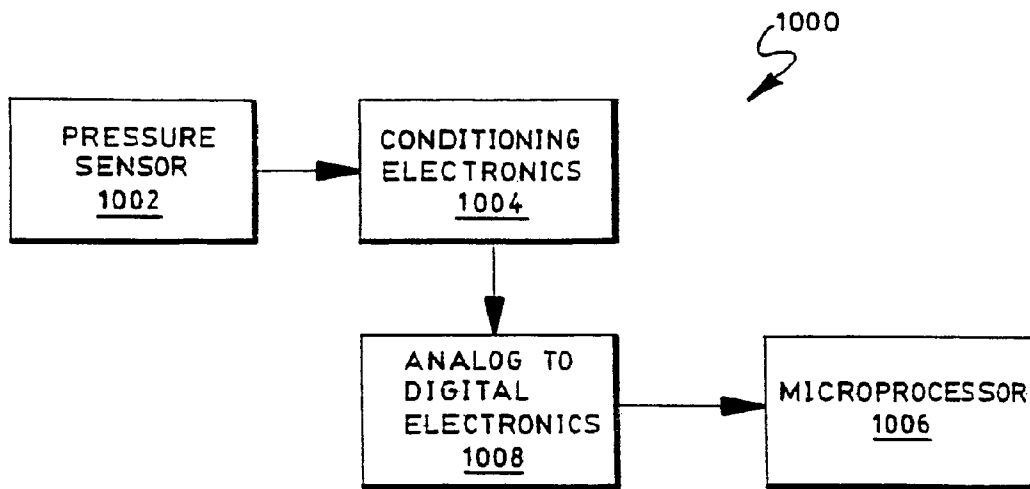 1000
PRESSURE
SENSOR
1002
CONDITIONING
ELECTRONICS
1004
ANALOG TO
DIGITAL
ELECTRONICS
1008
MICROPROCESSOR
1006